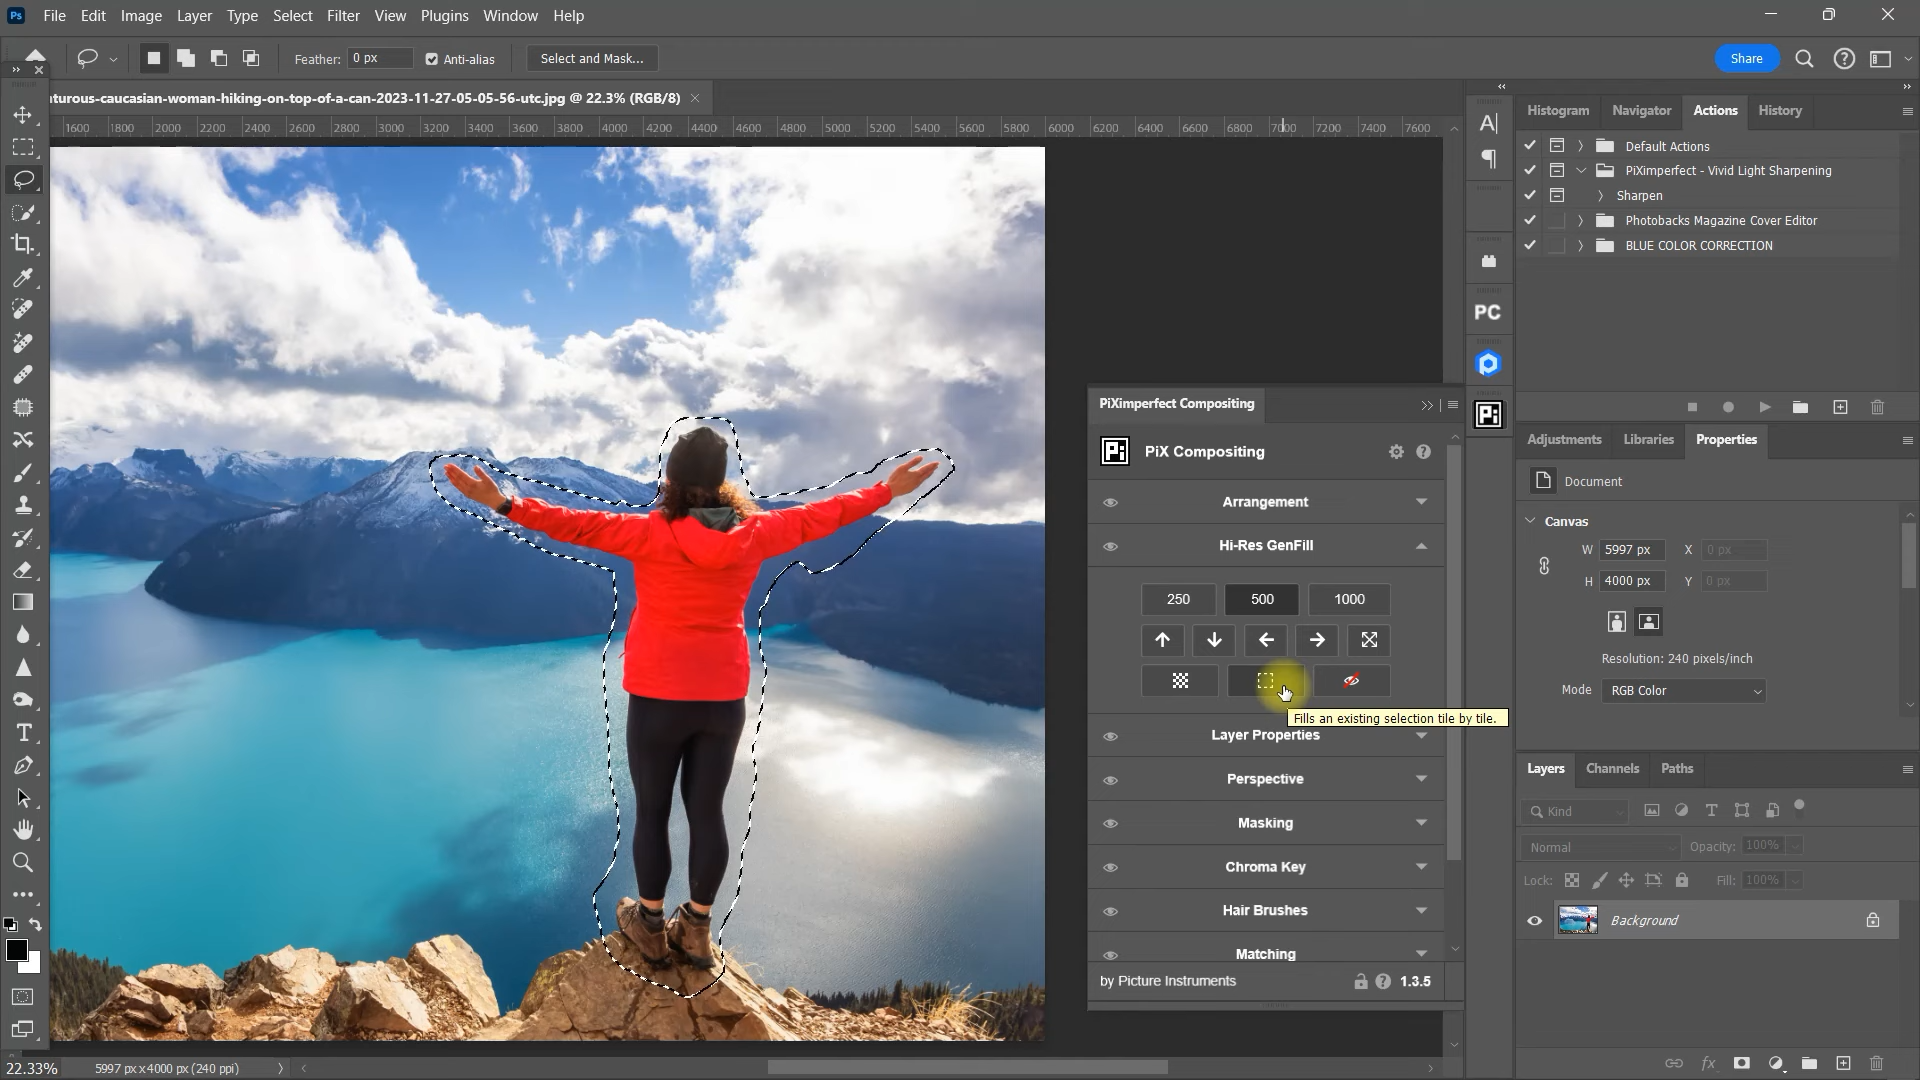 Ps File Edit Image Layer Type Select Filter View Plugins Window Help
Feather: 0 px Anti-alias Select and Mask... Share
turous-caucasian-woman-hiking-on-top-of-a-can-2023-11-27-05-05-56-utc.jpg @ 22.3% (RGB/8)
1600 1800 2000 2200 2400 2600 2800 3000 3200 3400 3600 3800 4000 4200 4400 4600 4800 5000 5200 5400 5600 5800 6000 6200 6400 6600 6800 7000 7200 7400 7600
Histogram Navigator Actions History
Default Actions
PiXimperfect - Vivid Light Sharpening
Sharpen
Photobacks Magazine Cover Editor
BLUE COLOR CORRECTION
A
PC
Pi
PiXimperfect Compositing
Pi PiX Compositing
Arrangement
Hi-Res GenFill
250 500 1000
Fills an existing selection tile by tile.
Layer Properties
Perspective
Masking
Chroma Key
Hair Brushes
Matching
by Picture Instruments 1.3.5
Adjustments Libraries Properties
Document
Canvas
W 5997 px X 0 px
H 4000 px Y 0 px
Resolution: 240 pixels/inch
Mode RGB Color
Layers Channels Paths
Kind
Normal Opacity: 100%
Lock: Fill: 100%
Background
22.33% 5997 px x 4000 px (240 ppi)